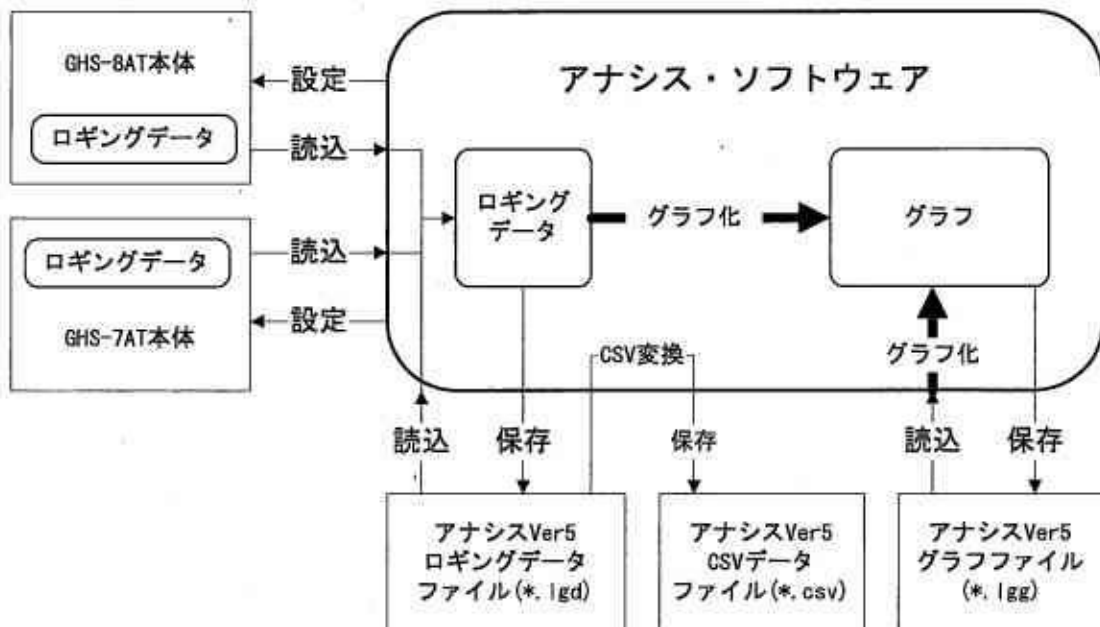 GHS-8AT本体
ロギングデータ
設定
読込
アナシス・ソフトウェア
ロギング
データ
グラフ化
グラフ
ロギングデータ
GHS-7AT本体
読込
設定
CSV変換
グラフ化
読込
保存
保存
読込
保存
アナシスVer5
ロギングデータ
ファイル(*.lgd)
アナシスVer5
CSVデータ
ファイル(*.csv)
アナシスVer5
グラフファイル
(*.lgg)